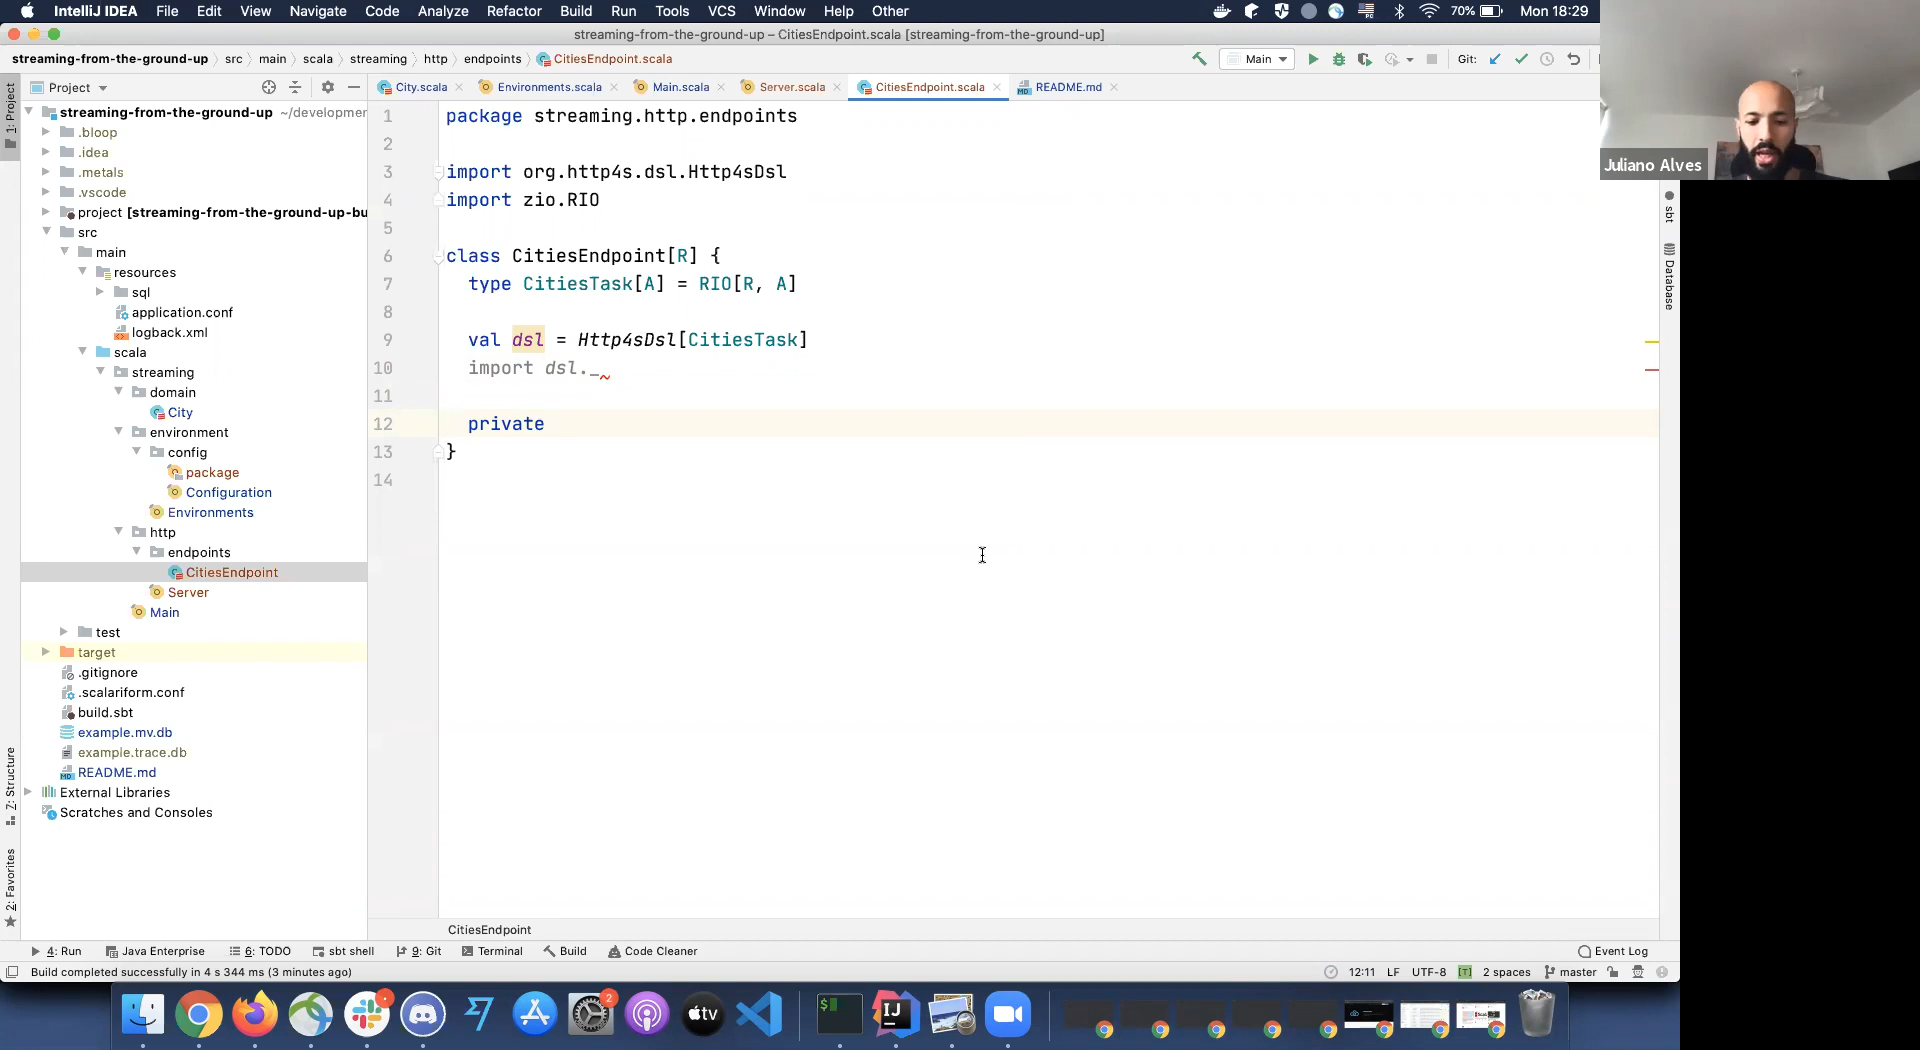 IntelliJ IDEA File Edit View Navigate Code Analyze Refactor Build Run Tools VCS Window Help Other 70% Mon 18:29
streaming-from-the-ground-up – CitiesEndpoint.scala [streaming-from-the-ground-up]
streaming-from-the-ground-up src main scala streaming http endpoints CitiesEndpoint.scala Main Git:
Project City.scala Environments.scala Main.scala Server.scala CitiesEndpoint.scala README.md
1: Project
streaming-from-the-ground-up ~/developmer
.bloop
.idea
.metals
.vscode
project [streaming-from-the-ground-up-bu
src
main
resources
sql
application.conf
logback.xml
scala
streaming
domain
City
environment
config
package
Configuration
Environments
http
endpoints
CitiesEndpoint
Server
Main
test
target
.gitignore
.scalariform.conf
build.sbt
example.mv.db
example.trace.db
README.md
External Libraries
Scratches and Consoles
7: Structure
2: Favorites
1 package streaming.http.endpoints
2
3 import org.http4s.dsl.Http4sDsl
4 import zio.RIO
5
6 class CitiesEndpoint[R] {
7 type CitiesTask[A] = RIO[R, A]
8
9 val dsl = Http4sDsl[CitiesTask]
10 import dsl._
11
12 private
13 }
14
Juliano Alves
sbt
Database
CitiesEndpoint
4: Run Java Enterprise 6: TODO sbt shell 9: Git Terminal Build Code Cleaner Event Log
Build completed successfully in 4 s 344 ms (3 minutes ago) 12:11 LF UTF-8 [T] 2 spaces master
2
tv
$
IJ